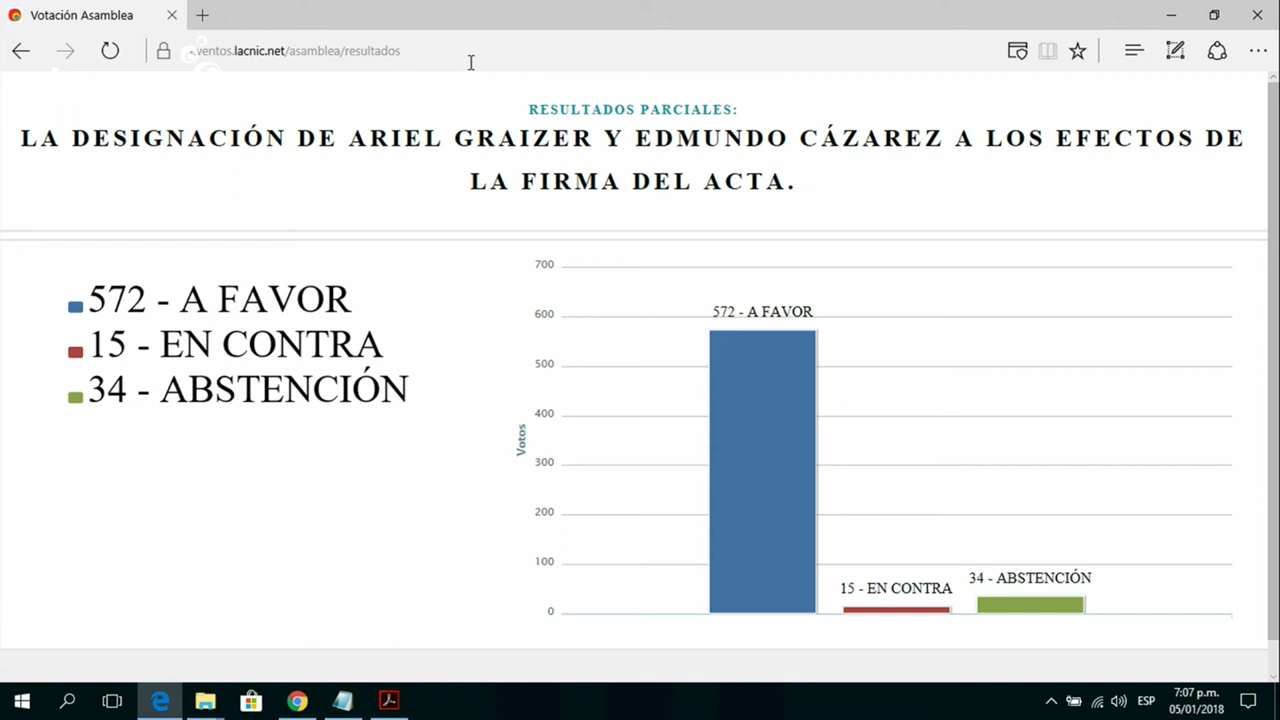 Votación Asamblea
ventos.lacnic.net/asamblea/resultados
RESULTADOS PARCIALES:
LA DESIGNACIÓN DE ARIEL GRAIZER Y EDMUNDO CÁZAREZ A LOS EFECTOS DE
LA FIRMA DEL ACTA.
572 - A FAVOR
15 - EN CONTRA
34 - ABSTENCIÓN
700
600
500
400
300
200
100
0
Votos
572 - A FAVOR
15 - EN CONTRA
34 - ABSTENCIÓN
ESP
7:07 p.m.
05/01/2018